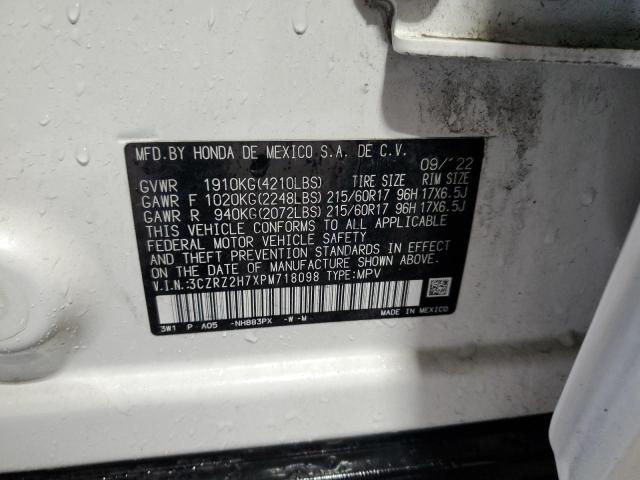 MFD.BY HONDA DE MEXICO S.A. DE C.V.
09/'22
GVWR 1910KG(4210LBS) TIRE SIZE RIM SIZE
GAWR F 1020KG(2248LBS) 215/60R17 96H 17X6.5J
GAWR R 940KG(2072LBS) 215/60R17 96H 17X6.5J
THIS VEHICLE CONFORMS TO ALL APPLICABLE
FEDERAL MOTOR VEHICLE SAFETY
AND THEFT PREVENTION STANDARDS IN EFFECT ON
THE DATE OF MANUFACTURE SHOWN ABOVE.
V.I.N.:3CZRZ2H7XPM718098 TYPE:MPV
3W1 P A05 -NH883PX -W-M MADE IN MEXICO